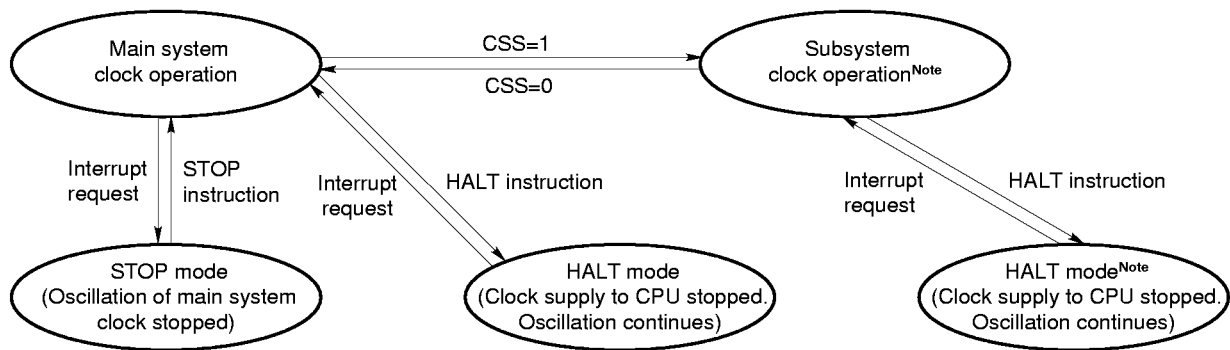 Main system
clock operation
CSS=1
CSS=0
Subsystem
clock operationNote
Interrupt
request
STOP
instruction
Interrupt
request
HALT instruction
Interrupt
request
HALT instruction
STOP mode
(Oscillation of main system
clock stopped)
HALT mode
(Clock supply to CPU stopped.
Oscillation continues)
HALT modeNote
(Clock supply to CPU stopped.
Oscillation continues)